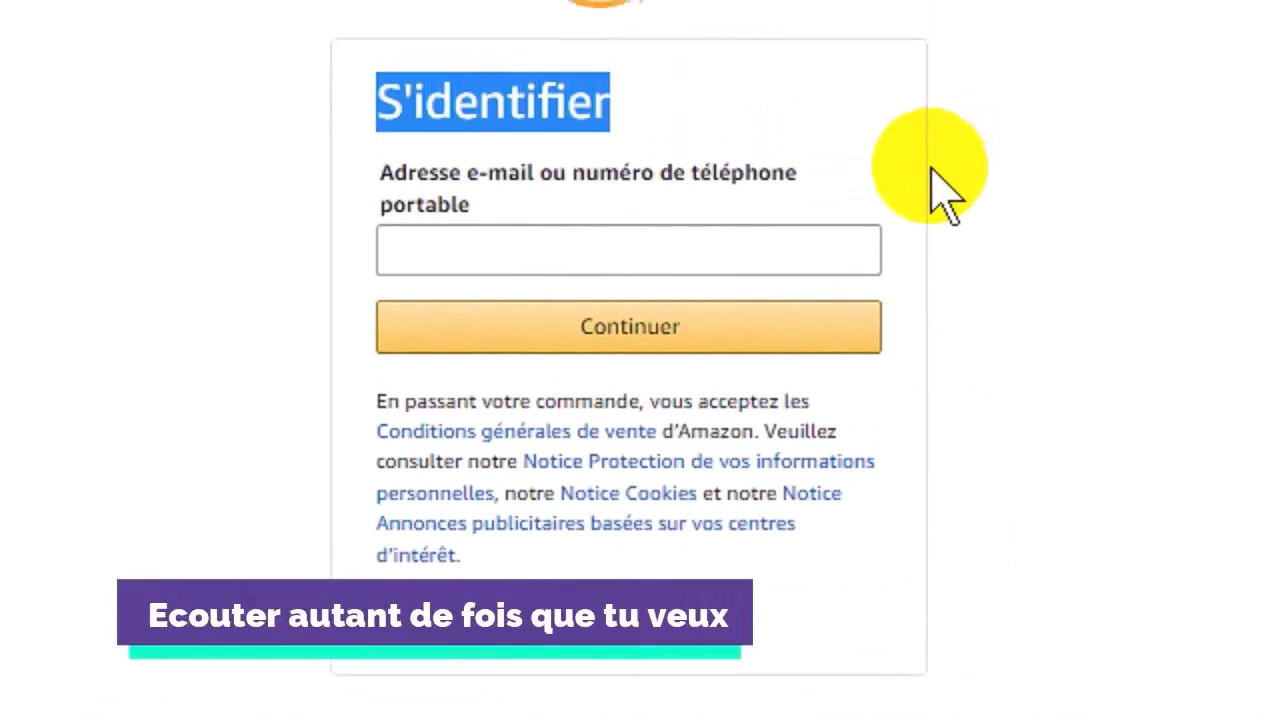 S'identifier
Adresse e-mail ou numéro de téléphone
portable
Continuer
En passant votre commande, vous acceptez les
Conditions générales de vente d'Amazon. Veuillez
consulter notre Notice Protection de vos informations
personnelles, notre Notice Cookies et notre Notice
Annonces publicitaires basées sur vos centres
d'intérêt.
Ecouter autant de fois que tu veux